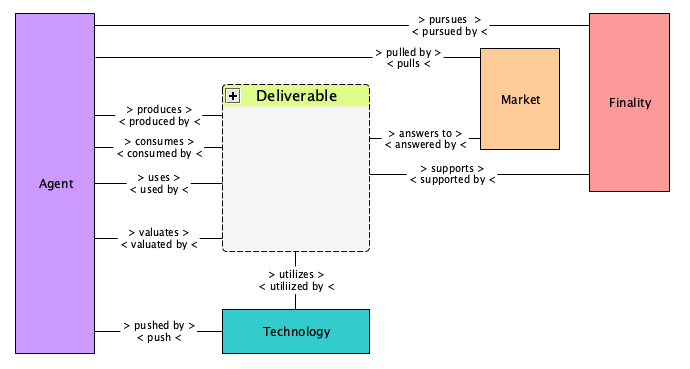 > pursues >
< pursued by <
> pulled by >
< pulls <
Deliverable
Market
Finality
> produces >
< produced by <
> answers to >
< answered by <
> consumes >
< consumed by <
> supports >
< supported by <
Agent
> uses >
< used by <
> valuates >
< valuated by <
> utilizes >
< utiliized by <
> pushed by >
< push <
Technology